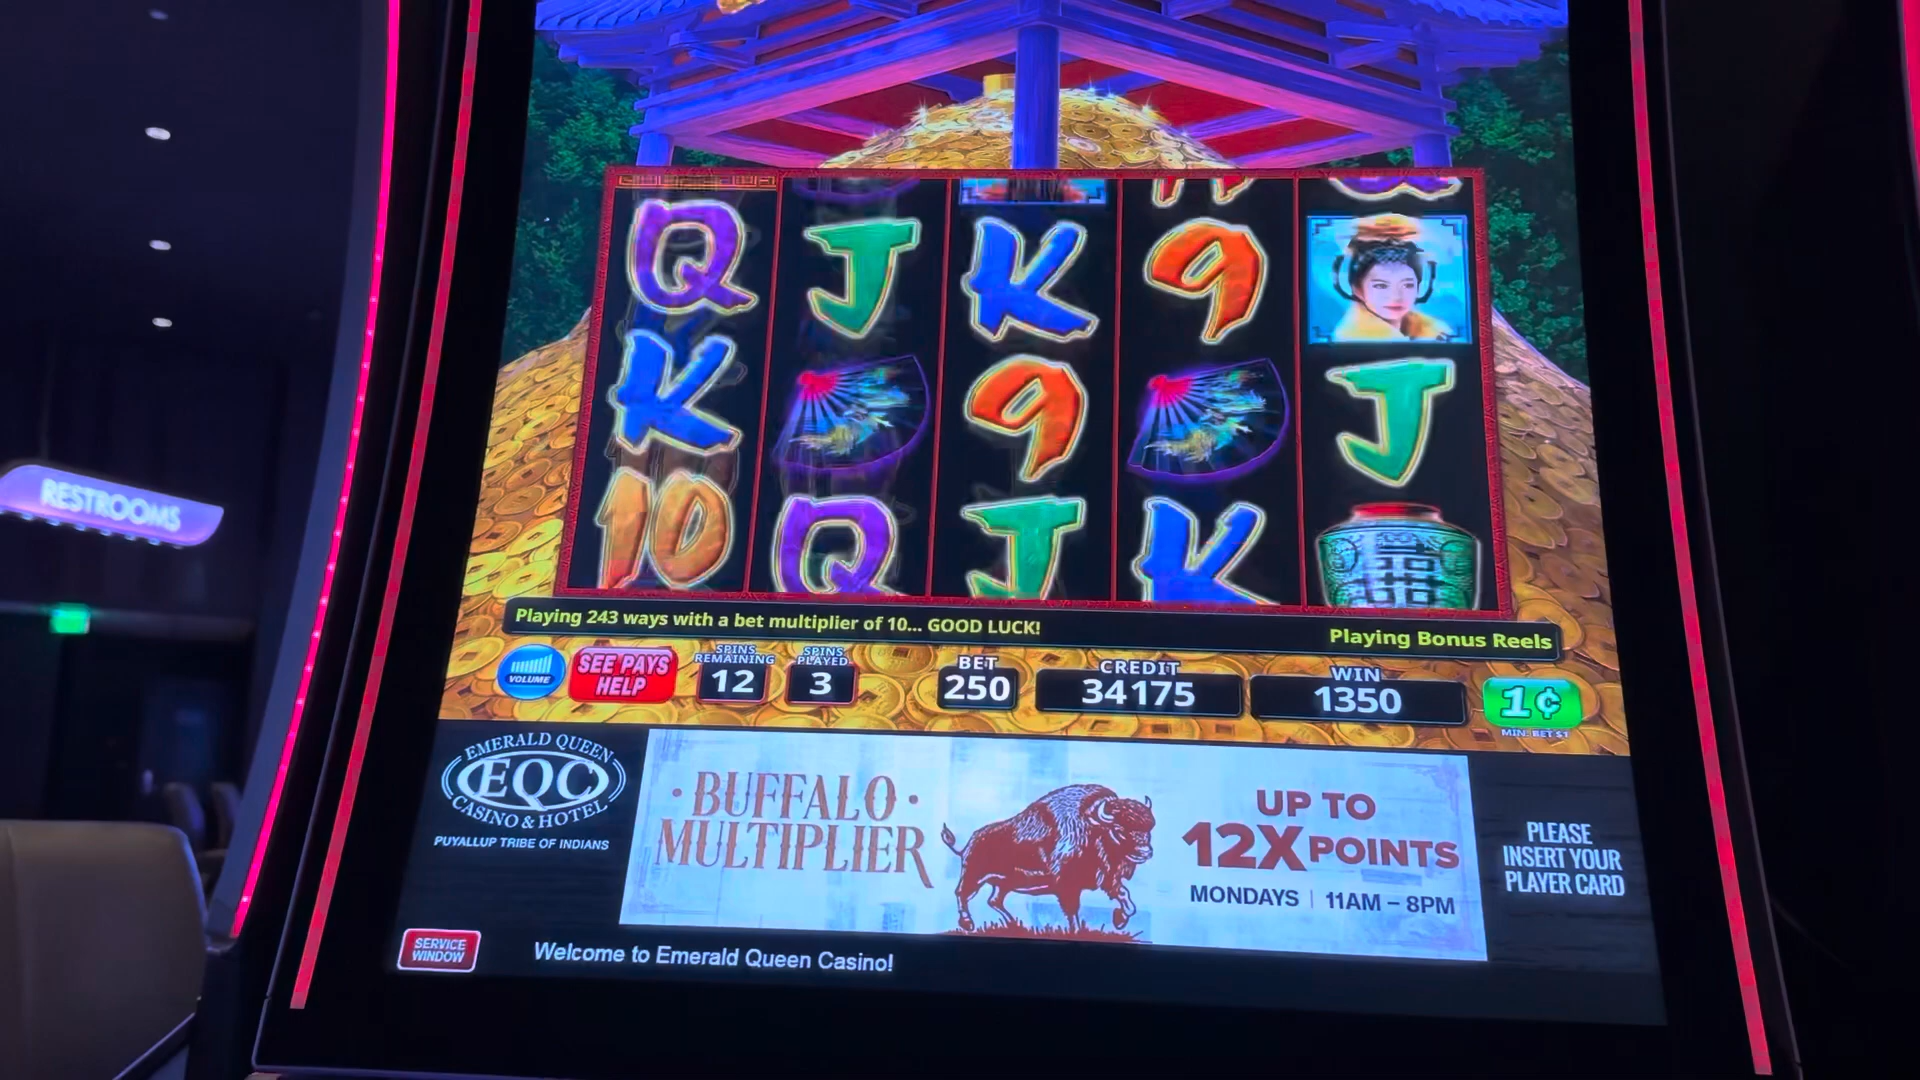 Q J K 9
K 9 J
10 Q J K
RESTROOMS
Playing 243 ways with a bet multiplier of 10... GOOD LUCK!
Playing Bonus Reels
VOLUME
SEE PAYS
HELP
SPINS
REMAINING
12
SPINS
PLAYED
3
BET
250
CREDIT
34175
WIN
1350
1¢
MIN. BET $1
EMERALD QUEEN
EQC
CASINO & HOTEL
PUYALLUP TRIBE OF INDIANS
• BUFFALO •
MULTIPLIER
UP TO
12X POINTS
MONDAYS | 11AM – 8PM
PLEASE
INSERT YOUR
PLAYER CARD
SERVICE
WINDOW
Welcome to Emerald Queen Casino!